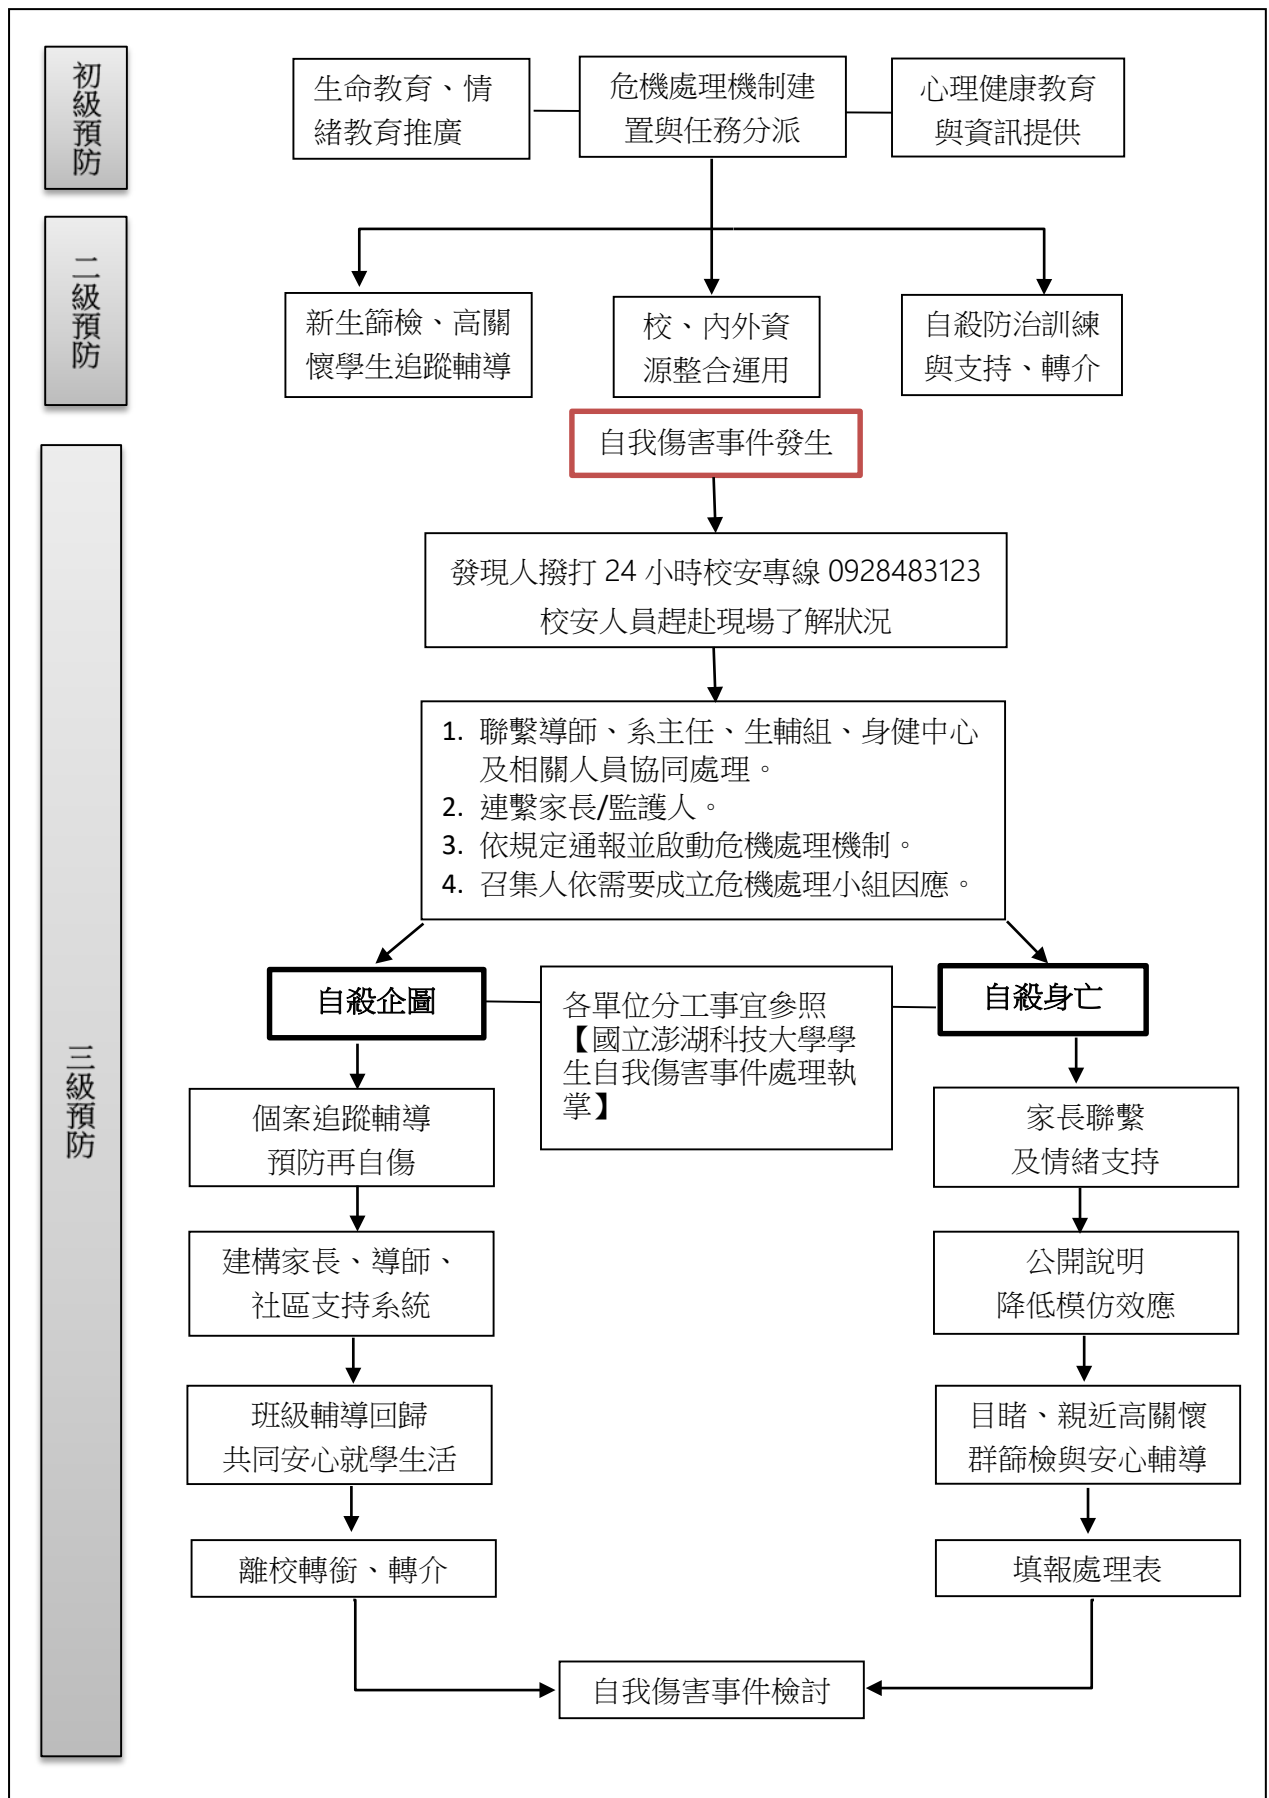 初級預防
生命教育、情
緒教育推廣
危機處理機制建
置與任務分派
心理健康教育
與資訊提供
二級預防
新生篩檢、高關
懷學生追蹤輔導
校、內外資
源整合運用
自殺防治訓練
與支持、轉介
三級預防
自我傷害事件發生
發現人撥打 24 小時校安專線 0928483123
校安人員趕赴現場了解狀況
1. 聯繫導師、系主任、生輔組、身健中心
及相關人員協同處理。
2. 連繫家長/監護人。
3. 依規定通報並啟動危機處理機制。
4. 召集人依需要成立危機處理小組因應。
自殺企圖
各單位分工事宜參照
【國立澎湖科技大學學
生自我傷害事件處理執
掌】
自殺身亡
個案追蹤輔導
預防再自傷
建構家長、導師、
社區支持系統
班級輔導回歸
共同安心就學生活
離校轉銜、轉介
家長聯繫
及情緒支持
公開說明
降低模仿效應
目睹、親近高關懷
群篩檢與安心輔導
填報處理表
自我傷害事件檢討